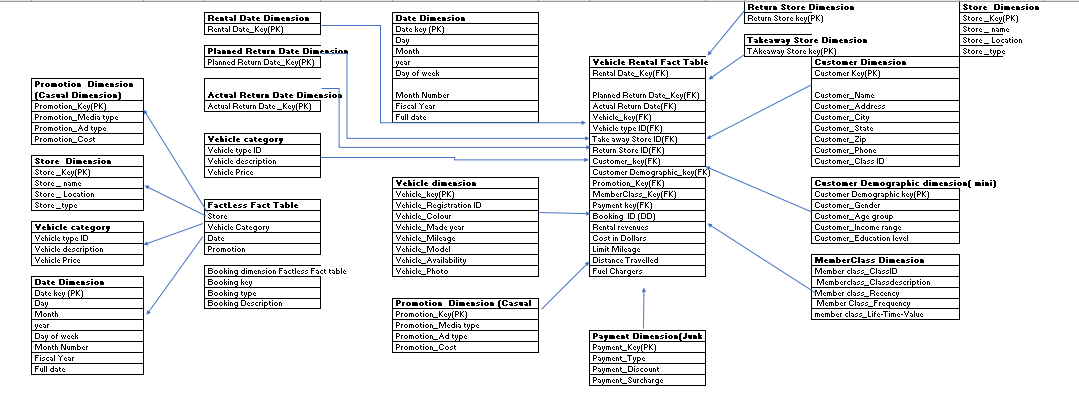 Rental Date Dimension
Rental Date_Key(PK)
Planned Return Date Dimension
Planned Return Date_Key(PK)
Actual Return Date Dimension
Actual Return Date _Key(PK)
Vehicle category
Vehicle type ID
Vehicle description
Vehicle Price
FactLess Fact Table
Store
Vehicle Category
Date
Promotion
Booking dimension Factless Fact table
Booking key
Booking type
Booking Description
Promotion Dimension
(Casual Dimension)
Promotion_Key(PK)
Promotion_Media type
Promotion_Ad type
Promotion_Cost
Store Dimension
Store_Key(PK)
Store_ name
Store_ Location
Store_type
Vehicle category
Vehicle type ID
Vehicle description
Vehicle Price
Date Dimension
Date key (PK)
Day
Month
year
Day of week
Month Number
Fiscal Year
Full date
Date Dimension
Date key (PK)
Day
Month
year
Day of week
Month Number
Fiscal Year
Full date
Vehicle dimension
Vehicle_key(PK)
Vehicle_Registration ID
Vehicle_Colour
Vehicle_Made year
Vehicle_Mileage
Vehicle_Model
Vehicle_Availability
Vehicle_Photo
Promotion Dimension (Casual
Promotion_Key(PK)
Promotion_Media type
Promotion_Ad type
Promotion_Cost
Vehicle Rental Fact Table
Rental Date_Key(FK)
Planned Return Date_Key(FK)
Actual Return Date(FK)
Vehicle_key(FK)
Vehicle type ID(FK)
Take away Store ID(FK)
Return Store ID(FK)
Customer_key(FK)
Customer Demographic_key(FK)
Promotion_Key(FK)
MemberClass_Key(FK)
Payment key(FK)
Booking ID (DD)
Rental revenues
Cost in Dollars
Limit Mileage
Distance Travelled
Fuel Chargers
Payment Dimension(Junk
Payment_Key(PK)
Payment_Type
Payment_Discount
Payment_Surcharge
Return Store Dimension
Return Store key(PK)
Takeaway Store Dimension
TAkeaway Store key(PK)
Store Dimension
Store_Key(PK)
Store_ name
Store_ Location
Store_type
Customer Dimension
Customer Key(PK)
Customer_Name
Customer_Address
Customer_City
Customer_State
Customer_Zip
Customer_Phone
Customer_Class ID
Customer Demographic dimension( mini)
Customer Demographic key(PK)
Customer_Gender
Customer_Age group
Customer_Income range
Customer_Education level
MemberClass Dimension
Member class_ClassID
Memberclass_Classdescription
Member class_Recency
Member Class_Frequency
member class_Life-Time-Value